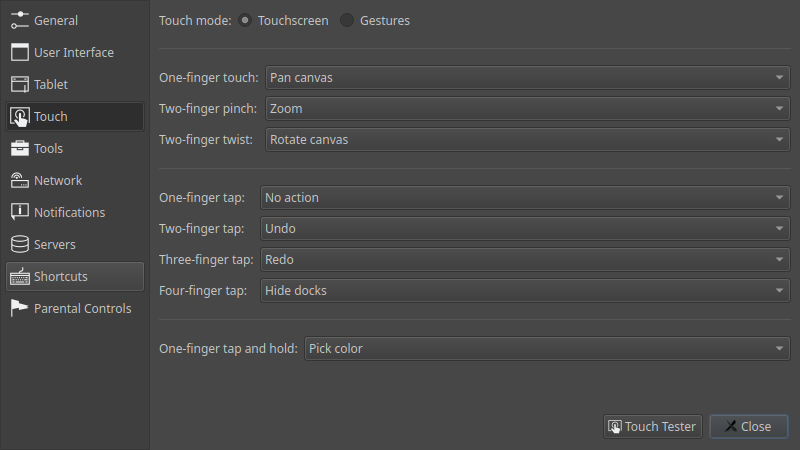 General
User Interface
Tablet
Touch
Tools
Network
Notifications
Servers
Shortcuts
Parental Controls
Touch mode: Touchscreen Gestures
One-finger touch: Pan canvas
Two-finger pinch: Zoom
Two-finger twist: Rotate canvas
One-finger tap: No action
Two-finger tap: Undo
Three-finger tap: Redo
Four-finger tap: Hide docks
One-finger tap and hold: Pick color
Touch Tester Close